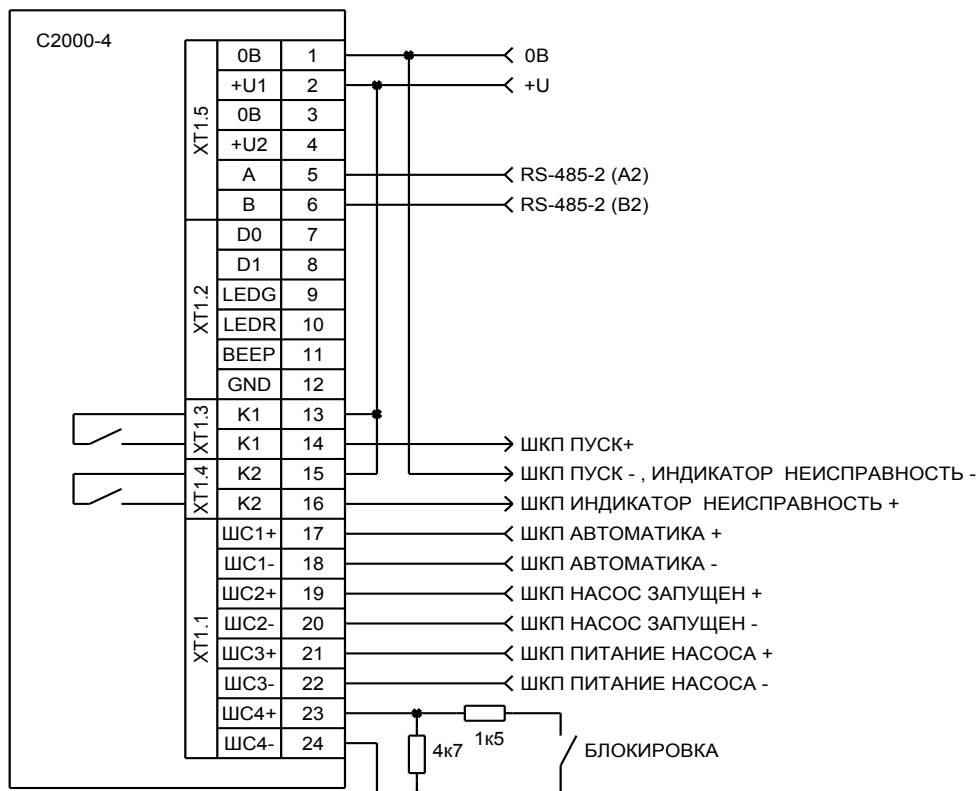 С2000-4
XT1.5
0В 1 0В
+U1 2 +U
0В 3
+U2 4
A 5 RS-485-2 (A2)
B 6 RS-485-2 (B2)
XT1.2
D0 7
D1 8
LEDG 9
LEDR 10
BEEP 11
GND 12
XT1.3
K1 13
K1 14 ШКП ПУСК+
XT1.4
K2 15 ШКП ПУСК - , ИНДИКАТОР НЕИСПРАВНОСТЬ -
K2 16 ШКП ИНДИКАТОР НЕИСПРАВНОСТЬ +
XT1.1
ШС1+ 17 ШКП АВТОМАТИКА +
ШС1- 18 ШКП АВТОМАТИКА -
ШС2+ 19 ШКП НАСОС ЗАПУЩЕН +
ШС2- 20 ШКП НАСОС ЗАПУЩЕН -
ШС3+ 21 ШКП ПИТАНИЕ НАСОСА +
ШС3- 22 ШКП ПИТАНИЕ НАСОСА -
ШС4+ 23
ШС4- 24 4к7 1к5 БЛОКИРОВКА